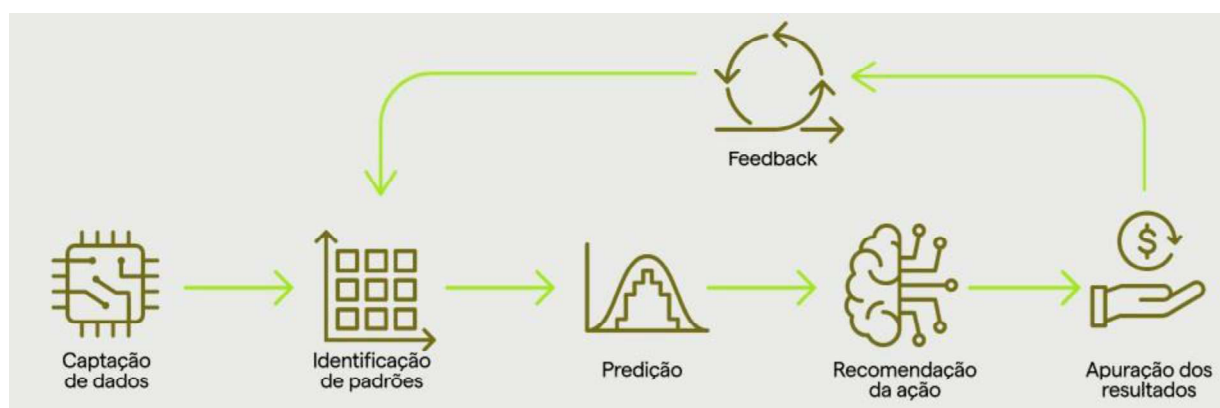 Feedback
Captação
de dados
Identificação
de padrões
Predição
Recomendação
da ação
Apuração dos
resultados
$